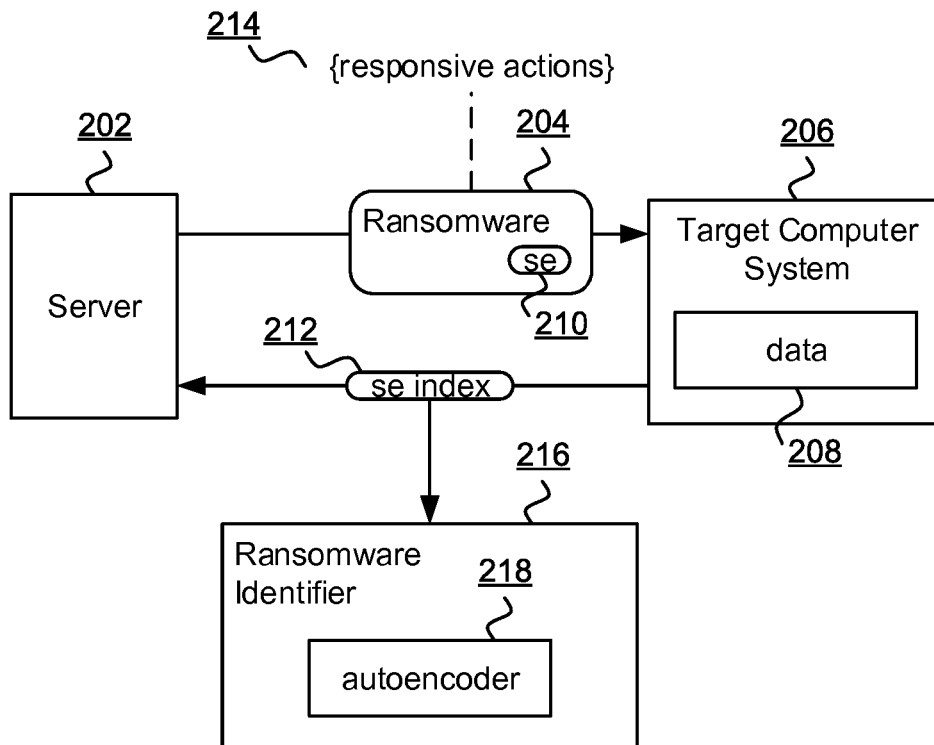 214
{responsive actions}
202
204
206
Server
Ransomware
se
210
Target Computer
System
data
208
212
se index
216
Ransomware
Identifier
218
autoencoder